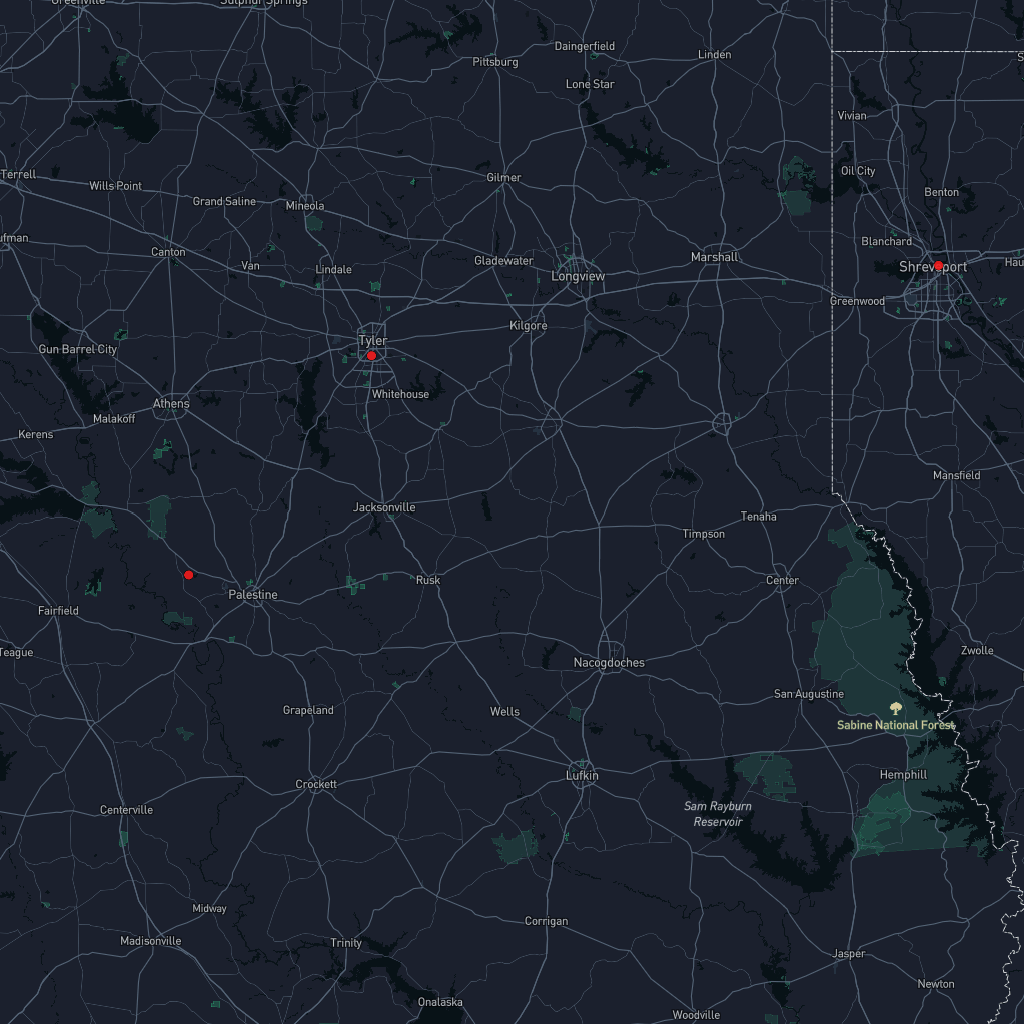 Greenville
Sulphur Springs
Daingerfield
Linden
Pittsburg
Lone Star
Vivian
Terrell
Wills Point
Gilmer
Oil City
Benton
Grand Saline
Mineola
Canton
Blanchard
Van
Lindale
Gladewater
Marshall
Shreveport
Longview
Greenwood
Kilgore
Tyler
Gun Barrel City
Whitehouse
Athens
Malakoff
Kerens
Mansfield
Jacksonville
Tenaha
Timpson
Rusk
Center
Palestine
Fairfield
Teague
Zwolle
Nacogdoches
San Augustine
Grapeland
Wells
Sabine National Forest
Lufkin
Hemphill
Crockett
Sam Rayburn
Reservoir
Centerville
Midway
Corrigan
Madisonville
Trinity
Jasper
Newton
Onalaska
Woodville